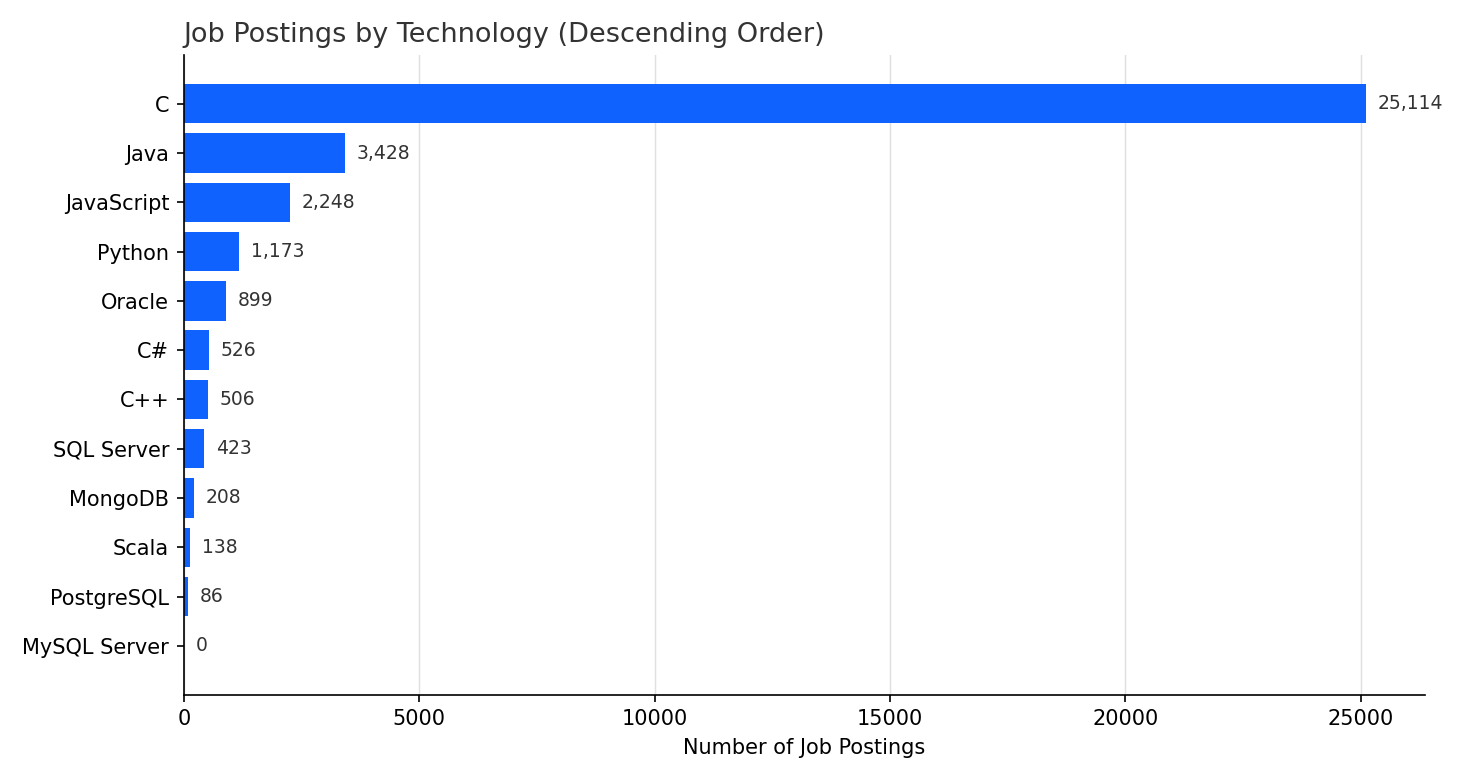 Job Postings by Technology (Descending Order)
C 25,114
Java 3,428
JavaScript 2,248
Python 1,173
Oracle 899
C# 526
C++ 506
SQL Server 423
MongoDB 208
Scala 138
PostgreSQL 86
MySQL Server 0
0 5000 10000 15000 20000 25000
Number of Job Postings